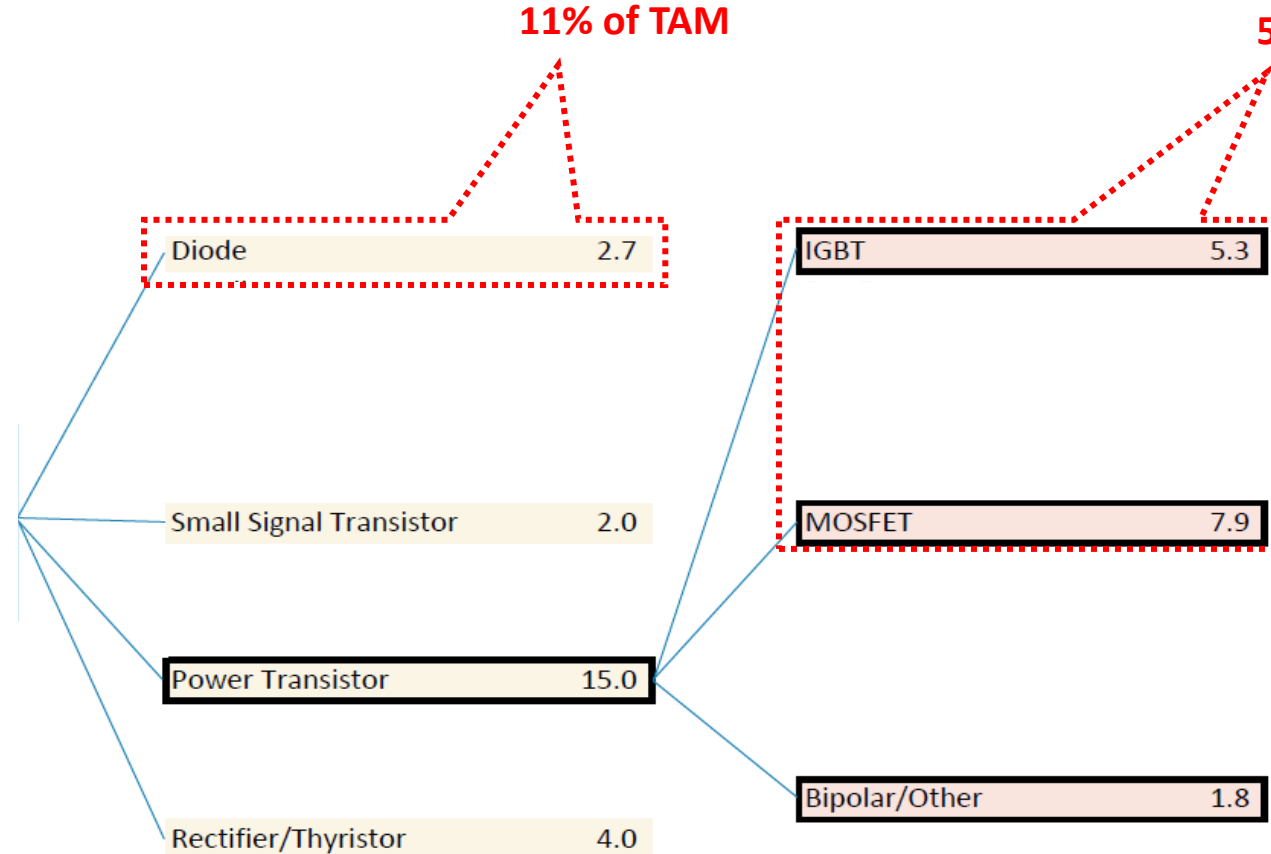 11% of TAM
5
Diode 2.7
IGBT 5.3
Small Signal Transistor 2.0
MOSFET 7.9
Power Transistor 15.0
Bipolar/Other 1.8
Rectifier/Thyristor 4.0